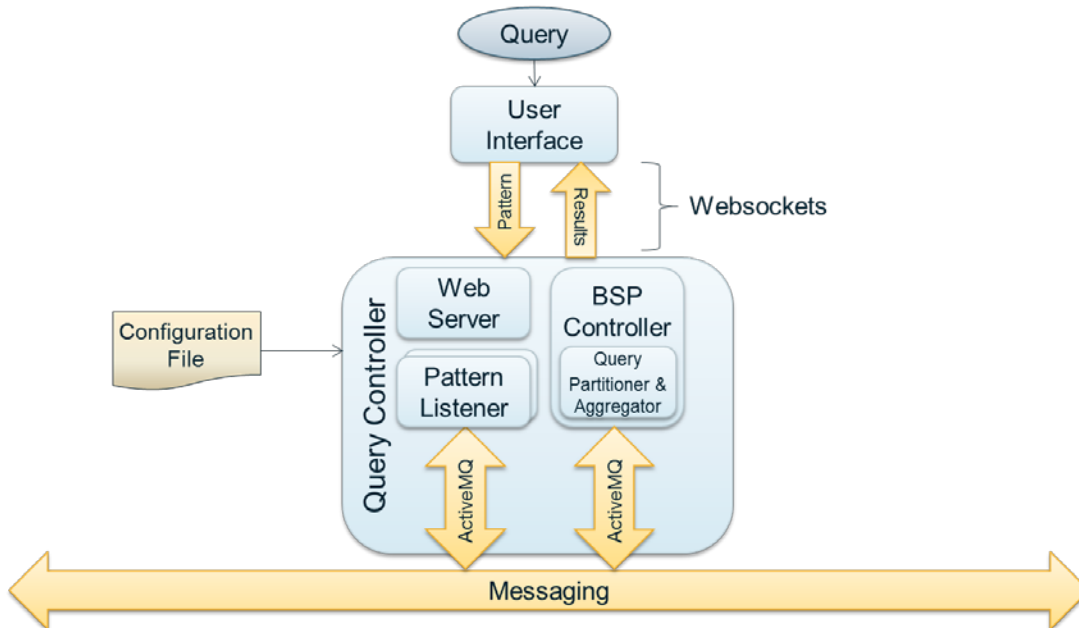 Query
User
Interface
Pattern
Results
Websockets
Query Controller
Web
Server
BSP
Controller
Configuration
File
Pattern
Listener
Query
Partitioner &
Aggregator
ActiveMQ
ActiveMQ
Messaging